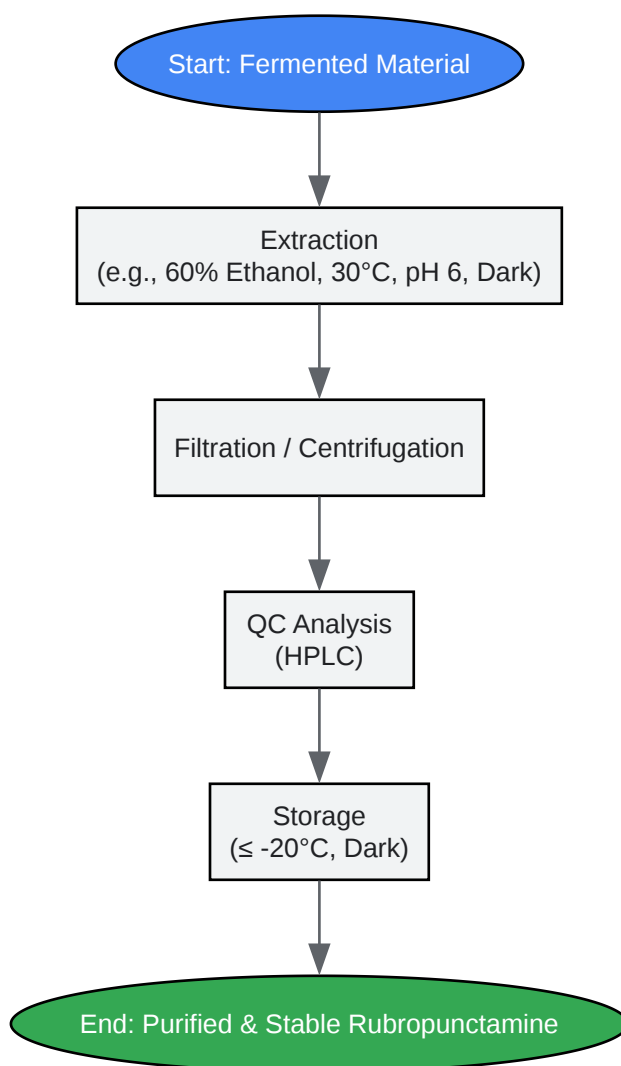 Start: Fermented Material
Extraction
(e.g., 60% Ethanol, 30°C, pH 6, Dark)
Filtration / Centrifugation
QC Analysis
(HPLC)
Storage
(≤ -20°C, Dark)
End: Purified & Stable Rubropunctamine